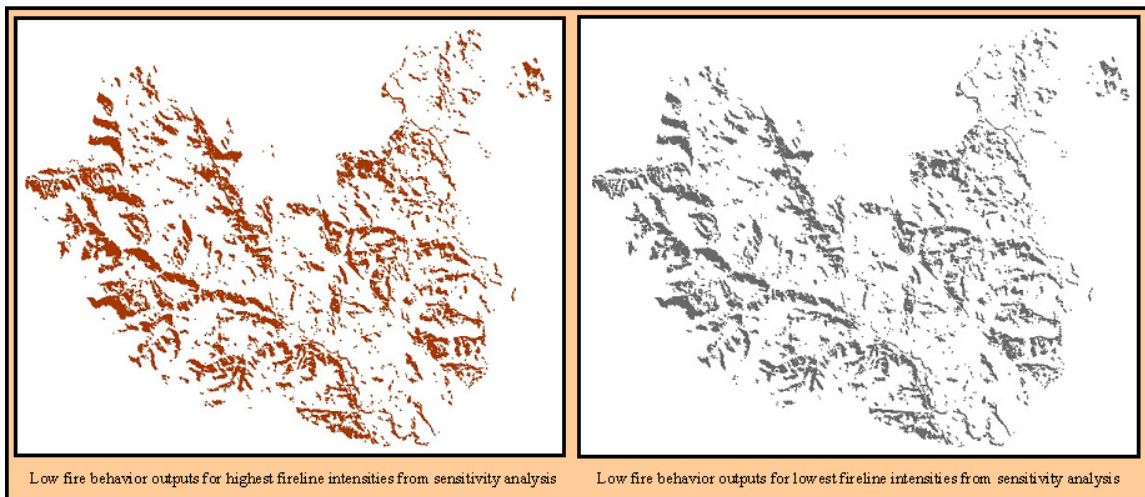 Low fire behavior outputs for highest fireline intensities from sensitivity analysis
Low fire behavior outputs for lowest fireline intensities from sensitivity analysis